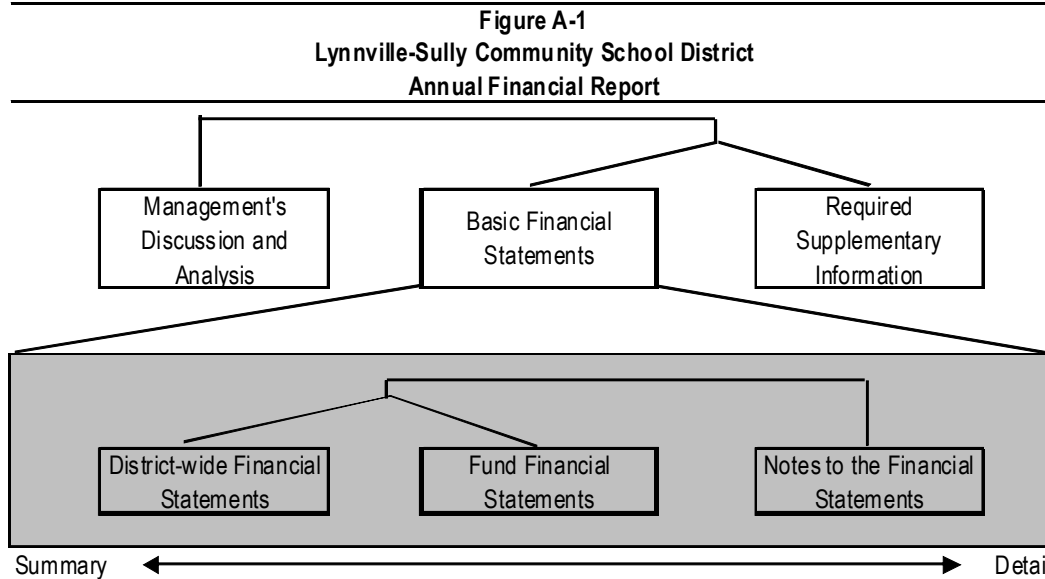 Figure A-1
Lynnville-Sully Community School District
Annual Financial Report
Management's
Discussion and
Analysis
Basic Financial
Statements
Required
Supplementary
Information
District-wide Financial
Statements
Fund Financial
Statements
Notes to the Financial
Statements
Summary
Detai